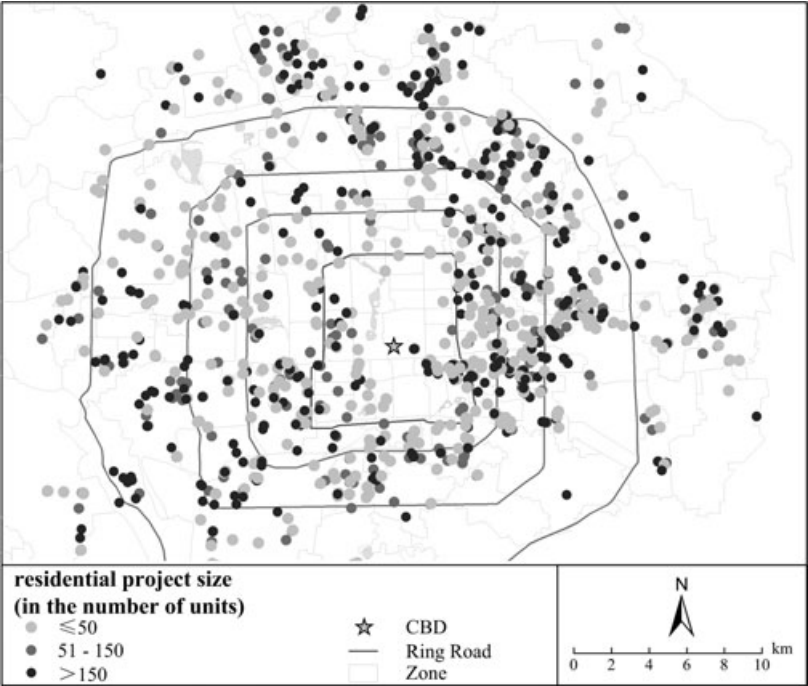 residential project size
(in the number of units)
≤50
51 - 150
>150
CBD
Ring Road
Zone
N
km
0 2 4 6 8 10